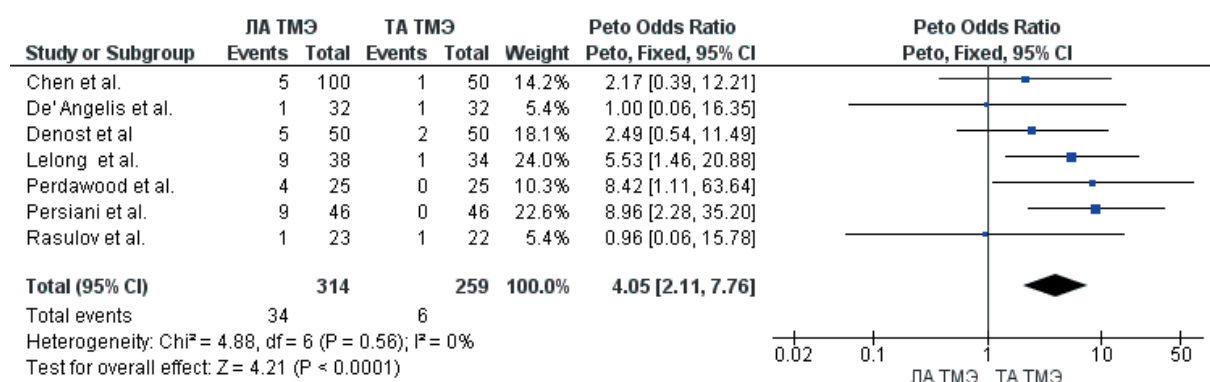 ЛА ТМЭ ТА ТМЭ Peto Odds Ratio Peto Odds Ratio
Study or Subgroup Events Total Events Total Weight Peto, Fixed, 95% CI Peto, Fixed, 95% CI
Chen et al. 5 100 1 50 14.2% 2.17 [0.39, 12.21]
De'Angelis et al. 1 32 1 32 5.4% 1.00 [0.06, 16.35]
Denost et al 5 50 2 50 18.1% 2.49 [0.54, 11.49]
Lelong et al. 9 38 1 34 24.0% 5.53 [1.46, 20.88]
Perdawood et al. 4 25 0 25 10.3% 8.42 [1.11, 63.64]
Persiani et al. 9 46 0 46 22.6% 8.96 [2.28, 35.20]
Rasulov et al. 1 23 1 22 5.4% 0.96 [0.06, 15.78]
Total (95% CI) 314 259 100.0% 4.05 [2.11, 7.76]
Total events 34 6
Heterogeneity: Chi² = 4.88, df = 6 (P = 0.56); I² = 0%
Test for overall effect: Z = 4.21 (P < 0.0001)
0.02 0.1 1 10 50
ЛА ТМЭ ТА ТМЭ